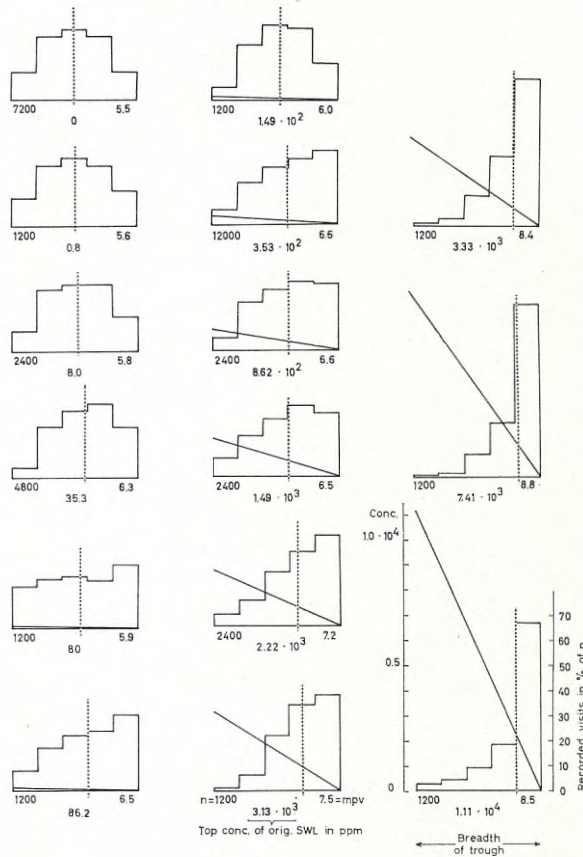 7200 5.5
0
1200 5.6
0.8
2400 5.8
8.0
4800 6.3
35.3
1200 5.9
80
1200 6.5
86.2
1200 6.0
1.49 · 10²
12000 6.6
3.53 · 10²
2400 5.6
8.62 · 10²
2400 6.5
1.49 · 10³
2400 7.2
2.22 · 10³
n=1200 7.5=mpv
3.13 · 10³
Top conc. of orig. SWL in ppm
1200 8.4
3.33 · 10³
1200 8.8
7.41 · 10³
Conc.
1.0 · 10⁴
0.5
0
70
60
50
40
30
20
10
0
Recorded visits in % of n
1200 8.5
1.11 · 10⁴
Breadth
of trough